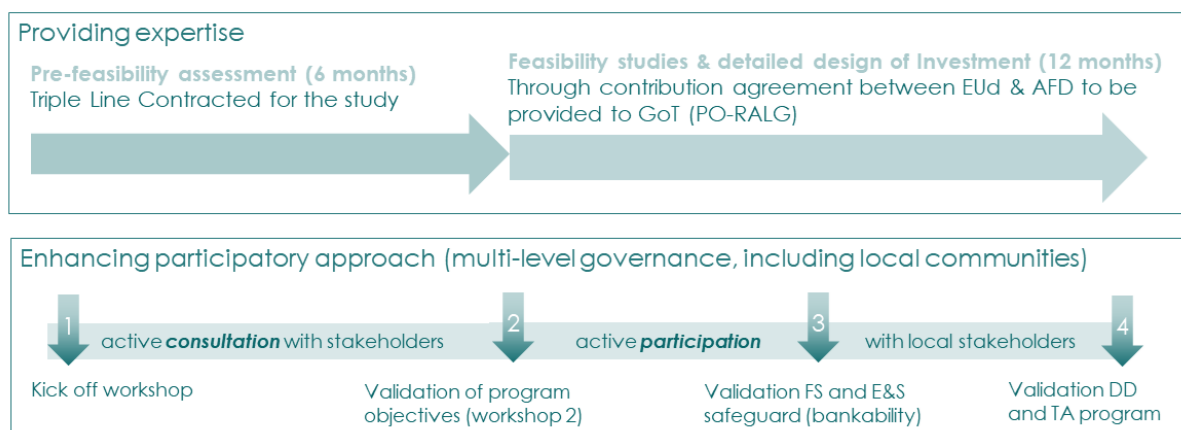 Providing expertise
Pre-feasibility assessment (6 months)
Triple Line Contracted for the study
Feasibility studies & detailed design of Investment (12 months)
Through contribution agreement between EUd & AFD to be
provided to GoT (PO-RALG)
Enhancing participatory approach (multi-level governance, including local communities)
1
active consultation with stakeholders
2
active participation
3
with local stakeholders
4
Kick off workshop
Validation of program
objectives (workshop 2)
Validation FS and E&S
safeguard (bankability)
Validation DD
and TA program